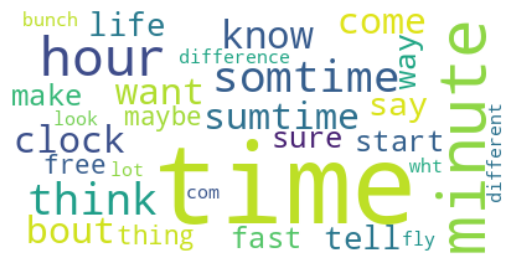 bunch life know come
hour difference way minute
make want somtime
look maybe sumtime say different
clock sure start
free lot time wht
think com
bout thing fast tell fly